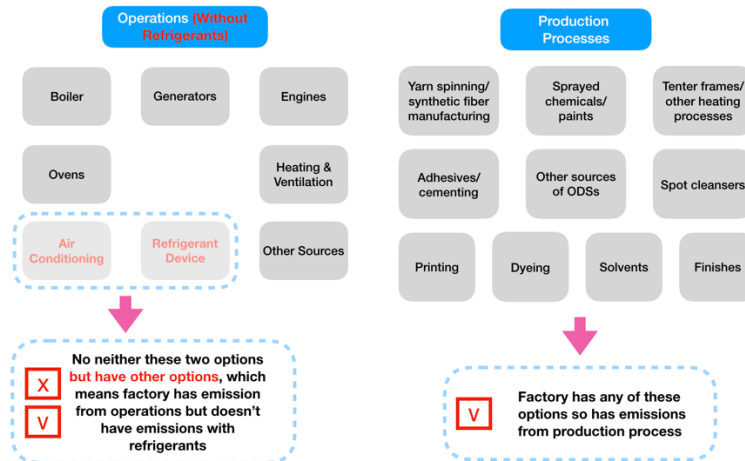 Operations (Without
Refrigerants)
Production
Processes
Boiler
Generators
Engines
Yarn spinning/
synthetic fiber
manufacturing
Sprayed
chemicals/
paints
Tenter frames/
other heating
processes
Ovens
Heating &
Ventilation
Adhesives/
cementing
Other sources
of ODSs
Spot cleansers
Air
Conditioning
Refrigerant
Device
Other Sources
Printing
Dyeing
Solvents
Finishes
X
V
No neither these two options
but have other options, which
means factory has emission
from operations but doesn't
have emissions with
refrigerants
V
Factory has any of these
options so has emissions
from production process